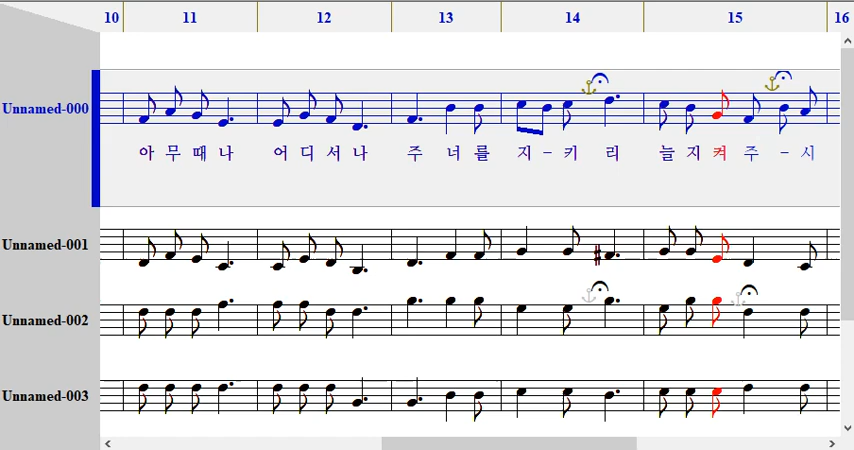 10 11 12 13 14 15 16
Unnamed-000
아 무 때 나 어 디 서 나 주 너 를 지 - 키 리 늘 지 켜 주 - 시
Unnamed-001
Unnamed-002
Unnamed-003